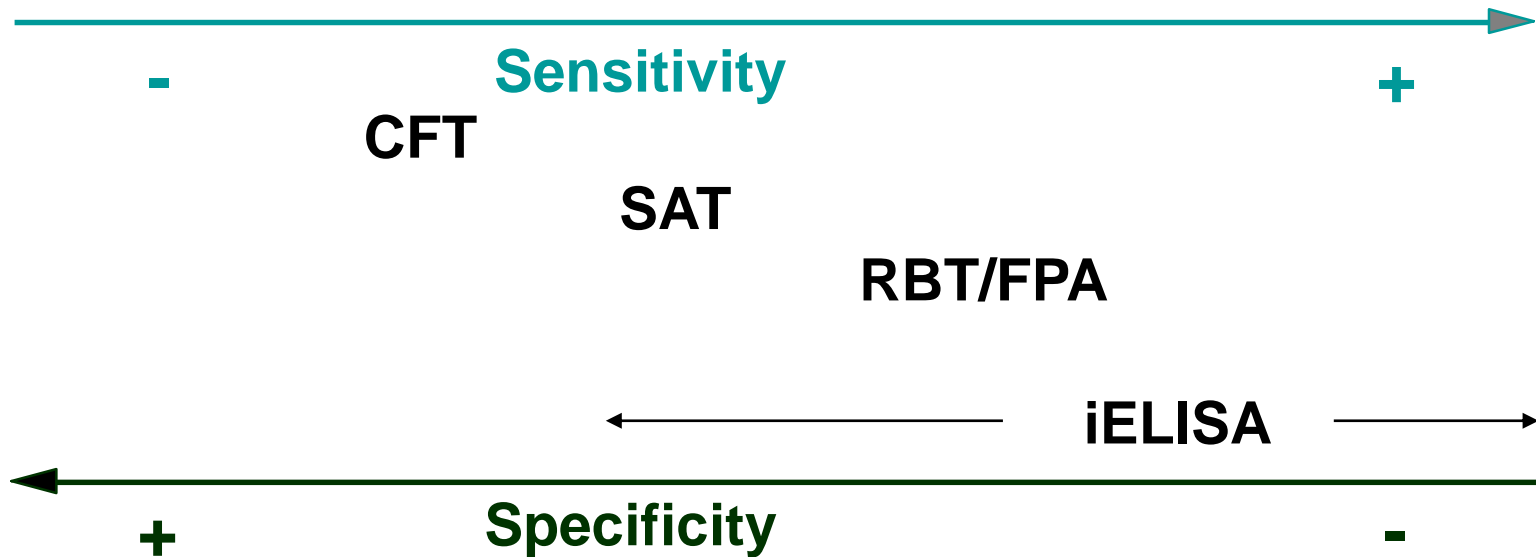 - Sensitivity +
CFT
SAT
RBT/FPA
iELISA
+ Specificity -